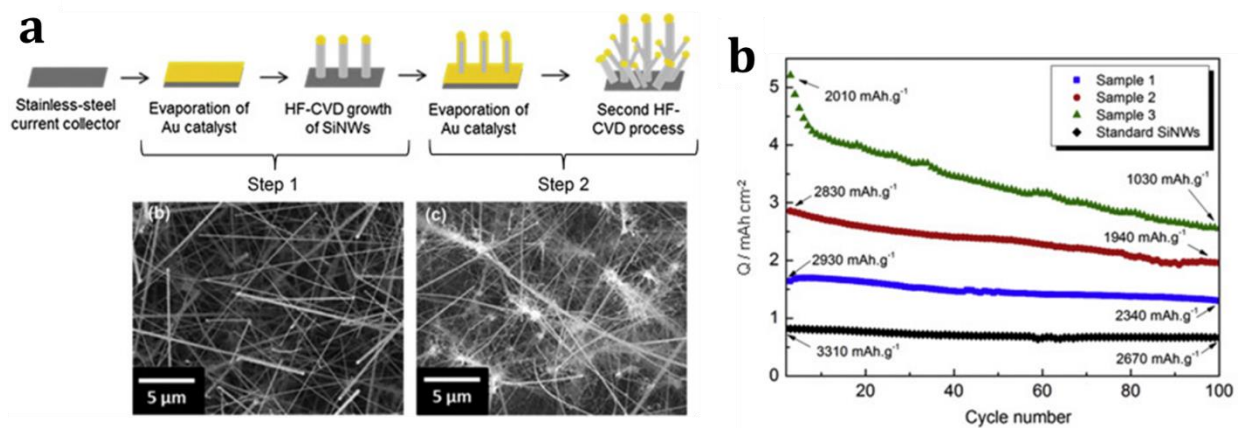 a
Stainless-steel
current collector
Evaporation of
Au catalyst
HF-CVD growth
of SiNWs
Evaporation of
Au catalyst
Second HF-
CVD process
Step 1
Step 2
(b)
5 μm
(c)
5 μm
b
Q / mAh cm-2
5
4
3
2
1
0
20
40
60
80
100
Cycle number
Sample 1
Sample 2
Sample 3
Standard SiNWs
2010 mAh.g-1
1030 mAh.g-1
2830 mAh.g-1
1940 mAh.g-1
2930 mAh.g-1
2340 mAh.g-1
3310 mAh.g-1
2670 mAh.g-1